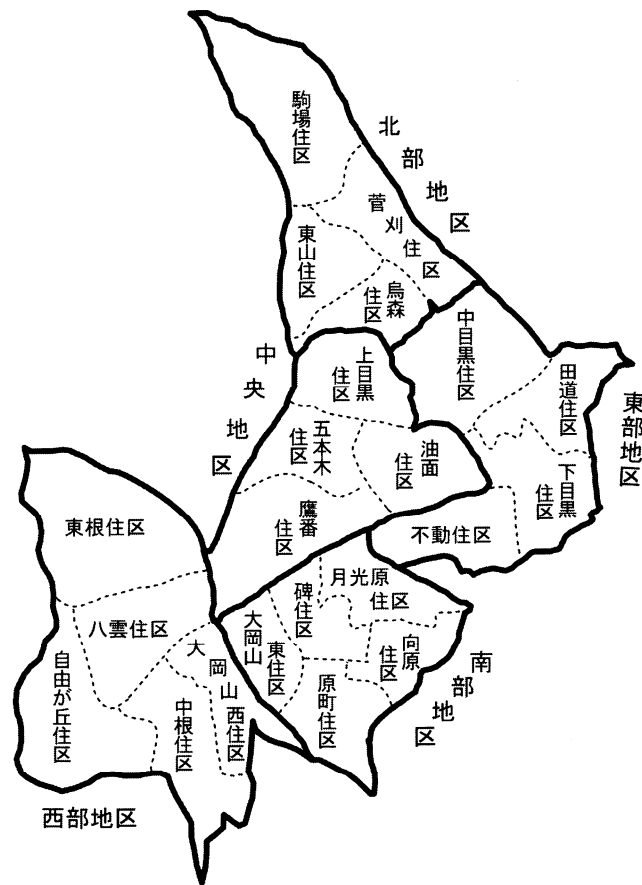 駒場住区
北部地区
菅刈住区
東山住区
烏森住区
中目黒住区
田道住区
東部地区
中央地区
上目黒住区
五本木住区
油面住区
下目黒住区
鷹番住区
不動住区
東根住区
月光原住区
碑住区
八雲住区
大岡山東住区
向原住区
南部地区
自由が丘住区
大岡山西住区
中根住区
原町住区
西部地区